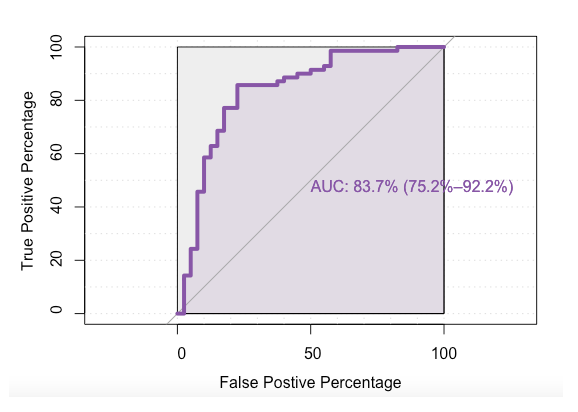 True Positive Percentage
100
80
60
40
20
0
AUC: 83.7% (75.2%–92.2%)
0 50 100
False Postive Percentage